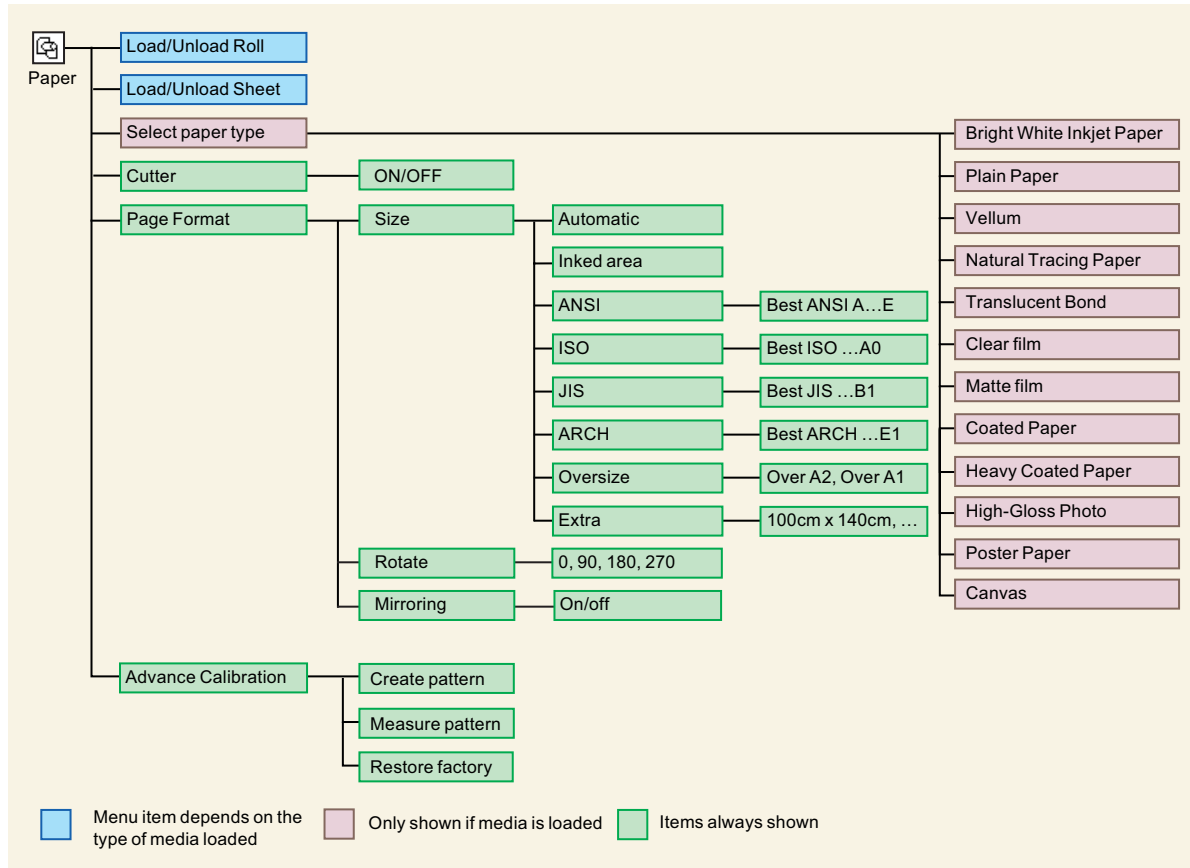 Paper
Load/Unload Roll
Load/Unload Sheet
Select paper type
Bright White Inkjet Paper
Plain Paper
Vellum
Natural Tracing Paper
Translucent Bond
Clear film
Matte film
Coated Paper
Heavy Coated Paper
High-Gloss Photo
Poster Paper
Canvas
Cutter
ON/OFF
Page Format
Size
Automatic
Inked area
ANSI
Best ANSI A…E
ISO
Best ISO …A0
JIS
Best JIS …B1
ARCH
Best ARCH …E1
Oversize
Over A2, Over A1
Extra
100cm x 140cm, …
Rotate
0, 90, 180, 270
Mirroring
On/off
Advance Calibration
Create pattern
Measure pattern
Restore factory
Menu item depends on the
type of media loaded
Only shown if media is loaded
Items always shown